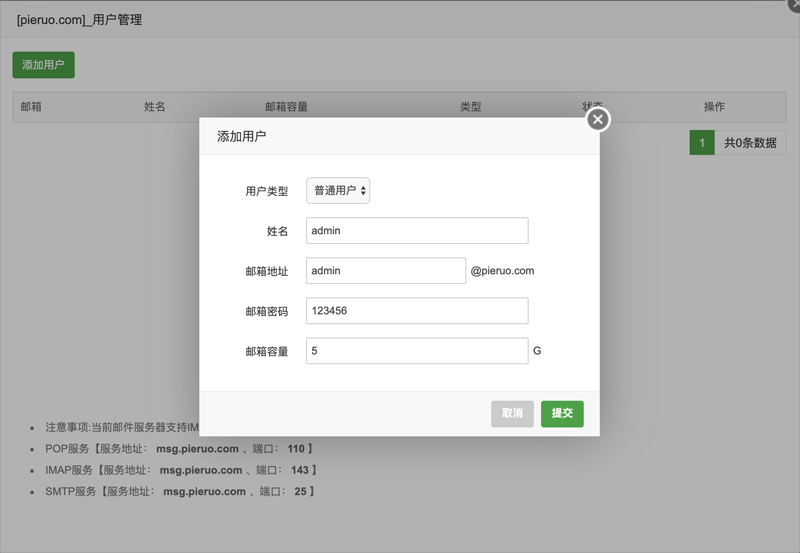 [pieruo.com]_用户管理
添加用户
邮箱 姓名 邮箱容量 类型 状态 操作
1 共0条数据
添加用户
用户类型 普通用户
姓名 admin
邮箱地址 admin @pieruo.com
邮箱密码 123456
邮箱容量 5 G
取消 提交
注意事项:当前邮件服务器支持IM
POP服务【服务地址： msg.pieruo.com 、端口： 110 】
IMAP服务【服务地址： msg.pieruo.com 、端口： 143 】
SMTP服务【服务地址： msg.pieruo.com 、端口： 25 】